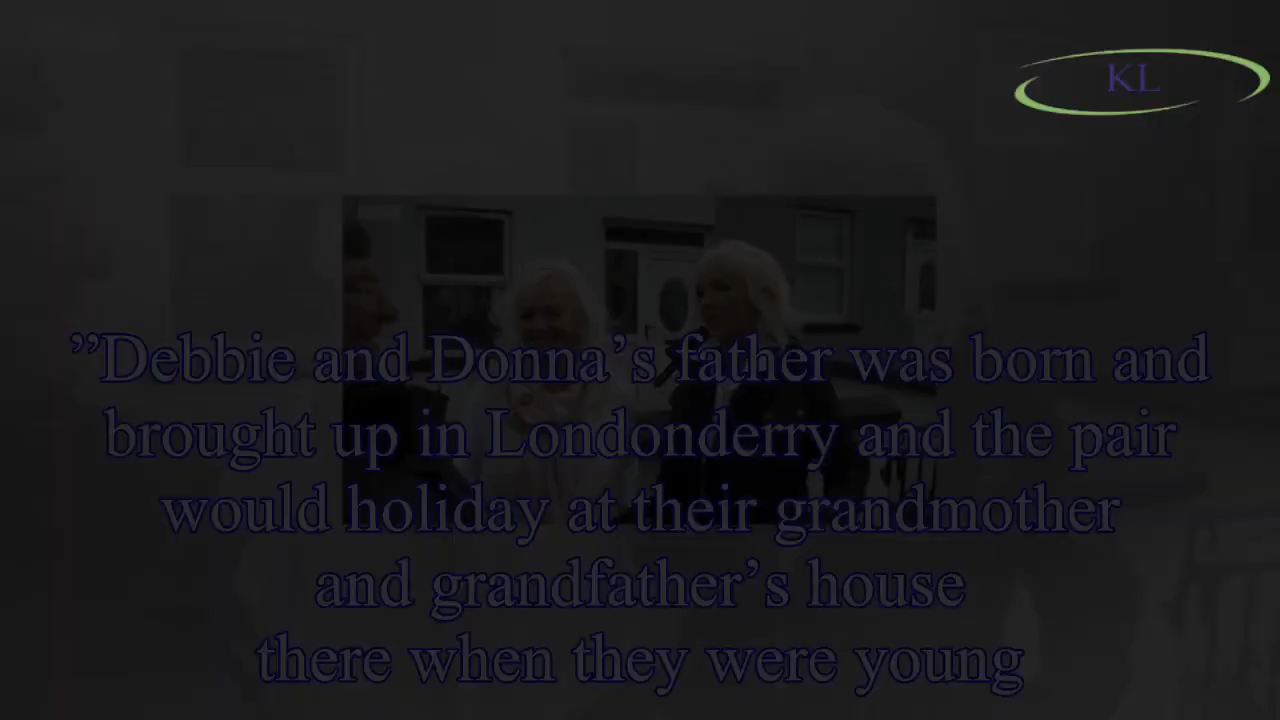 KL
”Debbie and Donna’s father was born and
brought up in Londonderry and the pair
would holiday at their grandmother
and grandfather’s house
there when they were young